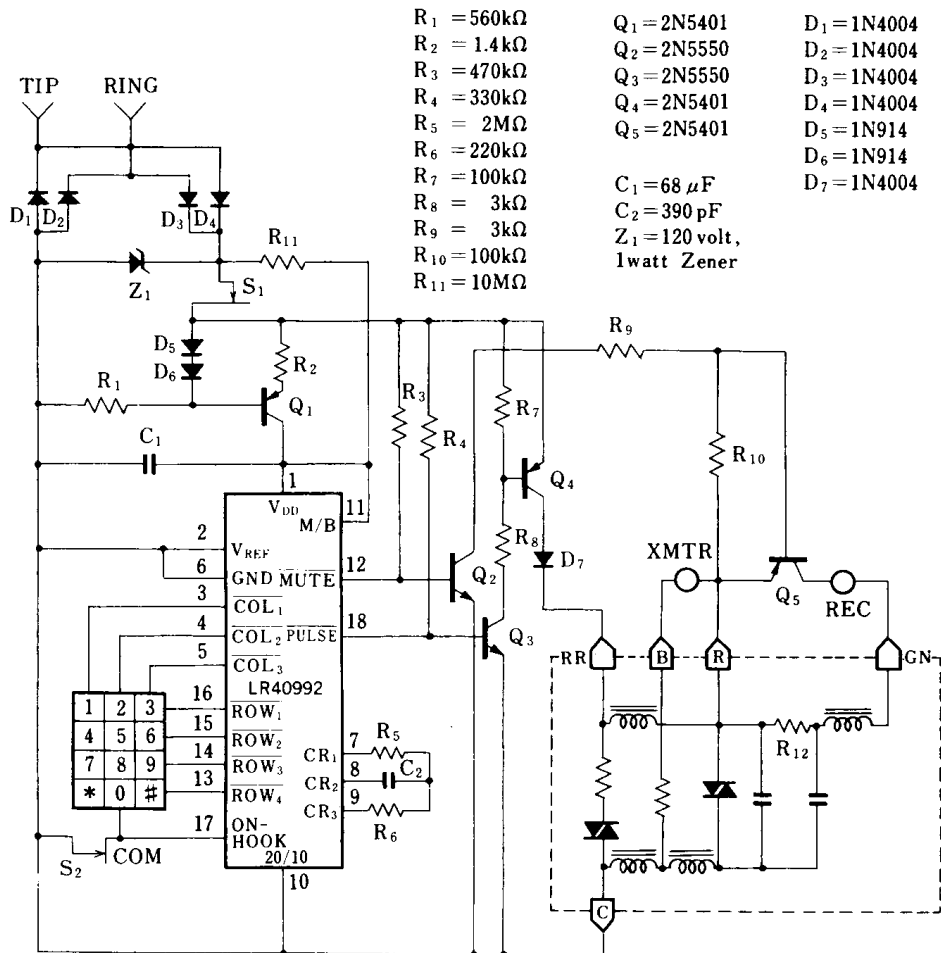 R1 = 560kΩ
R2 = 1.4kΩ
R3 = 470kΩ
R4 = 330kΩ
R5 = 2MΩ
R6 = 220kΩ
R7 = 100kΩ
R8 = 3kΩ
R9 = 3kΩ
R10 = 100kΩ
R11 = 10MΩ
Q1 = 2N5401
Q2 = 2N5550
Q3 = 2N5550
Q4 = 2N5401
Q5 = 2N5401
C1 = 68 μF
C2 = 390 pF
Z1 = 120 volt,
1watt Zener
D1 = 1N4004
D2 = 1N4004
D3 = 1N4004
D4 = 1N4004
D5 = 1N914
D6 = 1N914
D7 = 1N4004
TIP RING
D1 D2 D3 D4
R11
Z1
S1
D5
D6
R2
R1
Q1
R3
R4
R7
R9
C1
Q4
R10
1
VDD
M/B 11
R8
D7
2 VREF
6 GND
MUTE 12
Q2
XMTR
Q5
REC
3 COL1
4 COL2
PULSE 18
Q3
5 COL3
RR B R GN
LR40992
1 2 3
4 5 6
7 8 9
* 0 #
16 ROW1
15 ROW2
14 ROW3
13 ROW4
CR1 7 R5
CR2 8 C2
CR3 9 R6
R12
17 ON-
HOOK
S2 COM
20/10
10
C